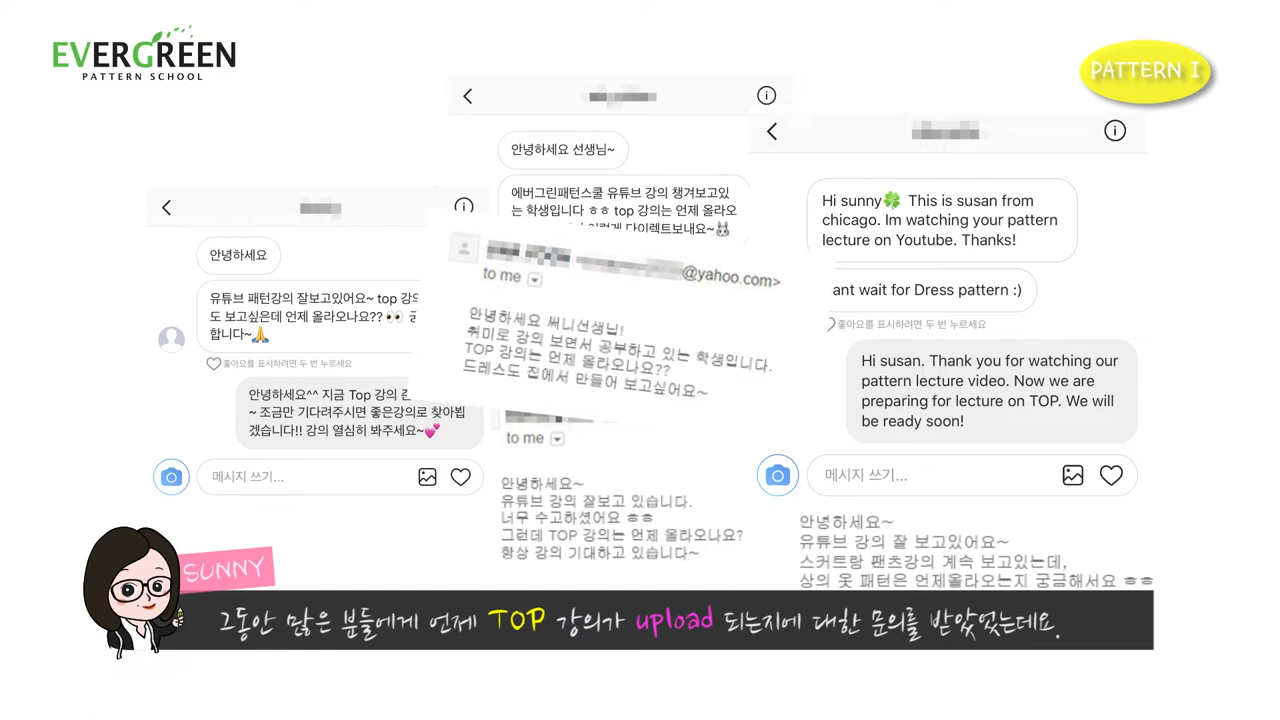 EVERGREEN
PATTERN SCHOOL
PATTERN I
안녕하세요
유튜브 패턴강의 잘보고있어요~ top 강의
도 보고싶은데 언제 올라오나요?? 👀
합니다~🙏
좋아요를 표시하려면 두 번 누르세요
안녕하세요^^ 지금 Top 강의
~ 조금만 기다려주시면 좋은강의로 찾아뵙
겠습니다!! 강의 열심히 봐주세요~💕
메시지 쓰기...
안녕하세요 선생님~
에버그린패턴스쿨 유튜브 강의 챙겨보고있
는 학생입니다 ㅎㅎ top 강의는 언제 올라오
다이렉트보내요~🐰
@yahoo.com>
to me
안녕하세요 써니선생님!
취미로 강의 보면서 공부하고 있는 학생입니다.
TOP 강의는 언제 올라오나요??
드레스도 집에서 만들어 보고싶어요~
to me
안녕하세요~
유튜브 강의 잘보고 있습니다.
너무 수고하셨어요 ㅎㅎ
그런데 TOP 강의는 언제 올라오나요?
항상 강의 기대하고 있습니다~
Hi sunny🍀 This is susan from
chicago. Im watching your pattern
lecture on Youtube. Thanks!
ant wait for Dress pattern :)
좋아요를 표시하려면 두 번 누르세요
Hi susan. Thank you for watching our
pattern lecture video. Now we are
preparing for lecture on TOP. We will
be ready soon!
메시지 쓰기...
안녕하세요~
유튜브 강의 잘 보고있어요~
스커트랑 팬츠강의 계속 보고있는데,
상의 옷 패턴은 언제올라오는지 궁금해서요 ㅎㅎ
SUNNY
그동안 많은 분들에게 언제 TOP 강의가 upload 되는지에 대한 문의를 받았었는데요.